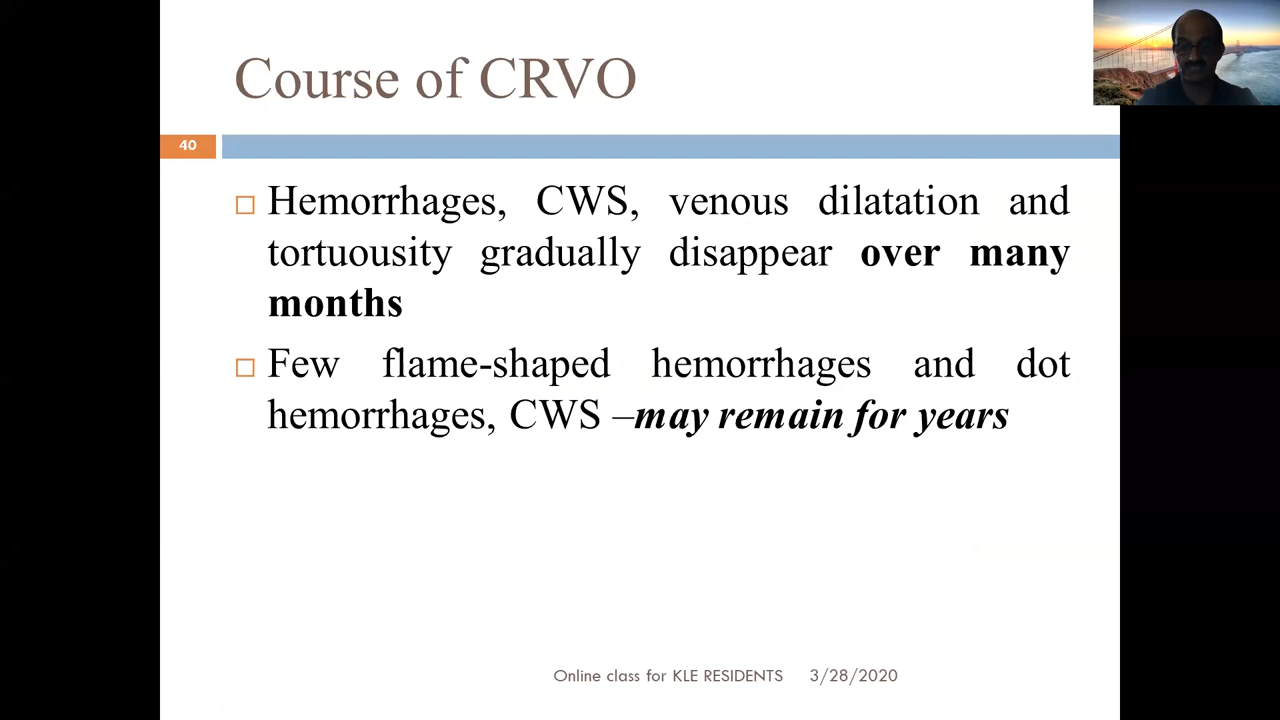 Course of CRVO
40
Hemorrhages, CWS, venous dilatation and
tortuousity gradually disappear over many
months
Few flame-shaped hemorrhages and dot
hemorrhages, CWS –may remain for years
Online class for KLE RESIDENTS 3/28/2020